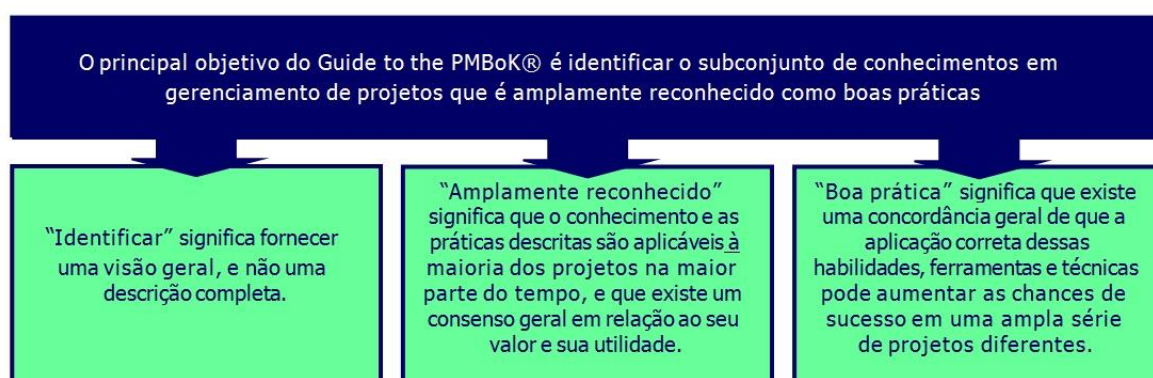 O principal objetivo do Guide to the PMBoK® é identificar o subconjunto de conhecimentos em
gerenciamento de projetos que é amplamente reconhecido como boas práticas
“Identificar” significa fornecer
uma visão geral, e não uma
descrição completa.
“Amplamente reconhecido”
significa que o conhecimento e as
práticas descritas são aplicáveis à
maioria dos projetos na maior
parte do tempo, e que existe um
consenso geral em relação ao seu
valor e sua utilidade.
“Boa prática” significa que existe
uma concordância geral de que a
aplicação correta dessas
habilidades, ferramentas e técnicas
pode aumentar as chances de
sucesso em uma ampla série
de projetos diferentes.